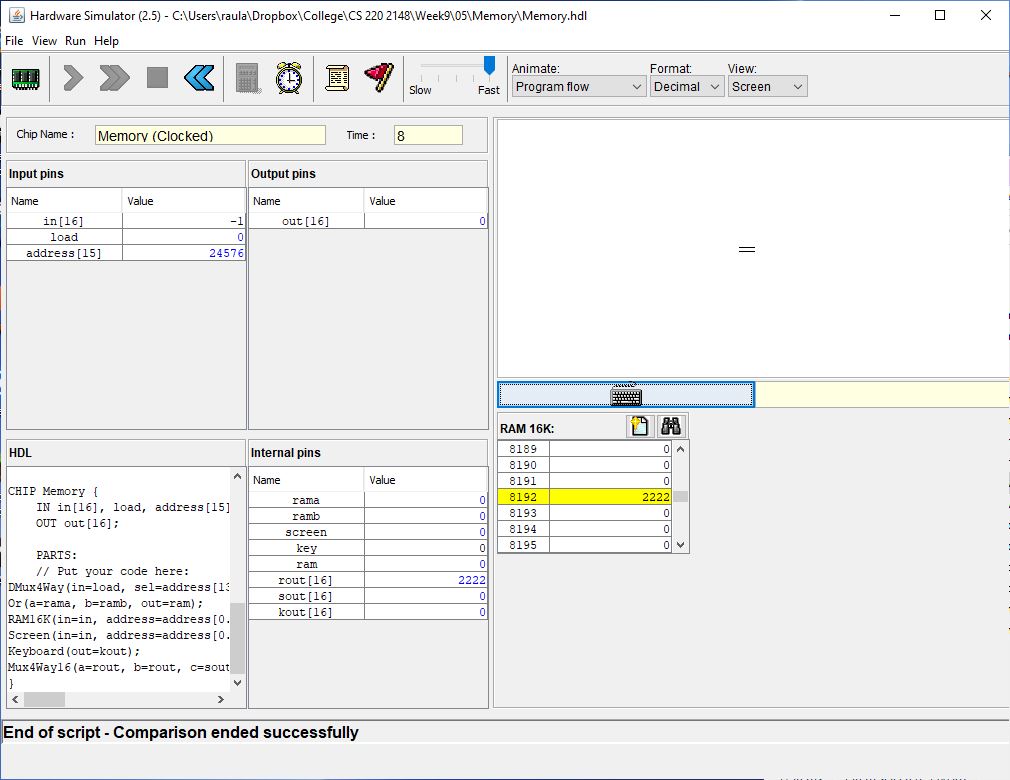 Hardware Simulator (2.5) - C:\Users\raula\Dropbox\College\CS 220 2148\Week9\05\Memory\Memory.hdl
File View Run Help
Slow Fast
Animate: Format: View:
Program flow Decimal Screen
Chip Name : Memory (Clocked) Time : 8
Input pins
Name Value
in[16] -1
load 0
address[15] 24576
Output pins
Name Value
out[16] 0
HDL
CHIP Memory {
IN in[16], load, address[15]
OUT out[16];
PARTS:
// Put your code here:
DMux4Way(in=load, sel=address[13
Or(a=rama, b=ramb, out=ram);
RAM16K(in=in, address=address[0.
Screen(in=in, address=address[0.
Keyboard(out=kout);
Mux4Way16(a=rout, b=rout, c=sout
}
Internal pins
Name Value
rama 0
ramb 0
screen 0
key 0
ram 0
rout[16] 2222
sout[16] 0
kout[16] 0
RAM 16K:
8189 0
8190 0
8191 0
8192 2222
8193 0
8194 0
8195 0
End of script - Comparison ended successfully